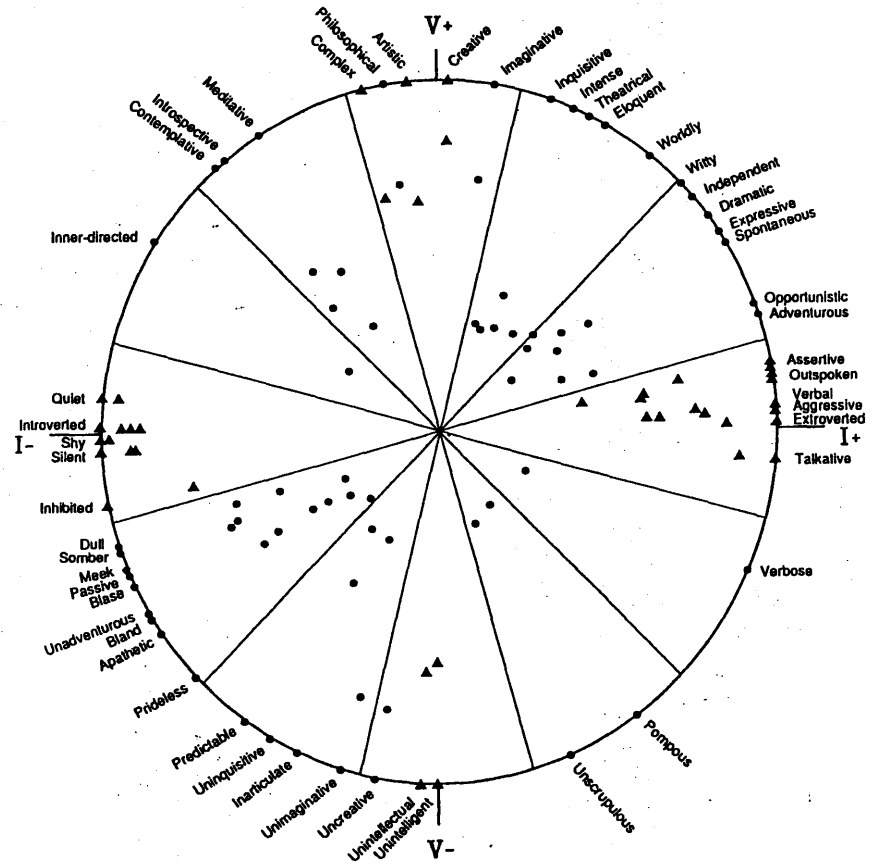 V+
Philosophical
Complex
Artistic
Creative
Imaginative
Inquisitive
Intense
Theatrical
Eloquent
Worldly
Witty
Independent
Dramatic
Expressive
Spontaneous
Opportunistic
Adventurous
Assertive
Outspoken
Verbal
Aggressive
Extroverted
I+
Talkative
Verbose
Pompous
Unscrupulous
V-
Unintelligent
Unintellectual
Uncreative
Unimaginative
Inarticulate
Uninquisitive
Predictable
Prideless
Apathetic
Bland
Unadventurous
Blase
Passive
Meek
Somber
Dull
Inhibited
Silent
Shy
I-
Introverted
Quiet
Inner-directed
Contemplative
Introspective
Meditative